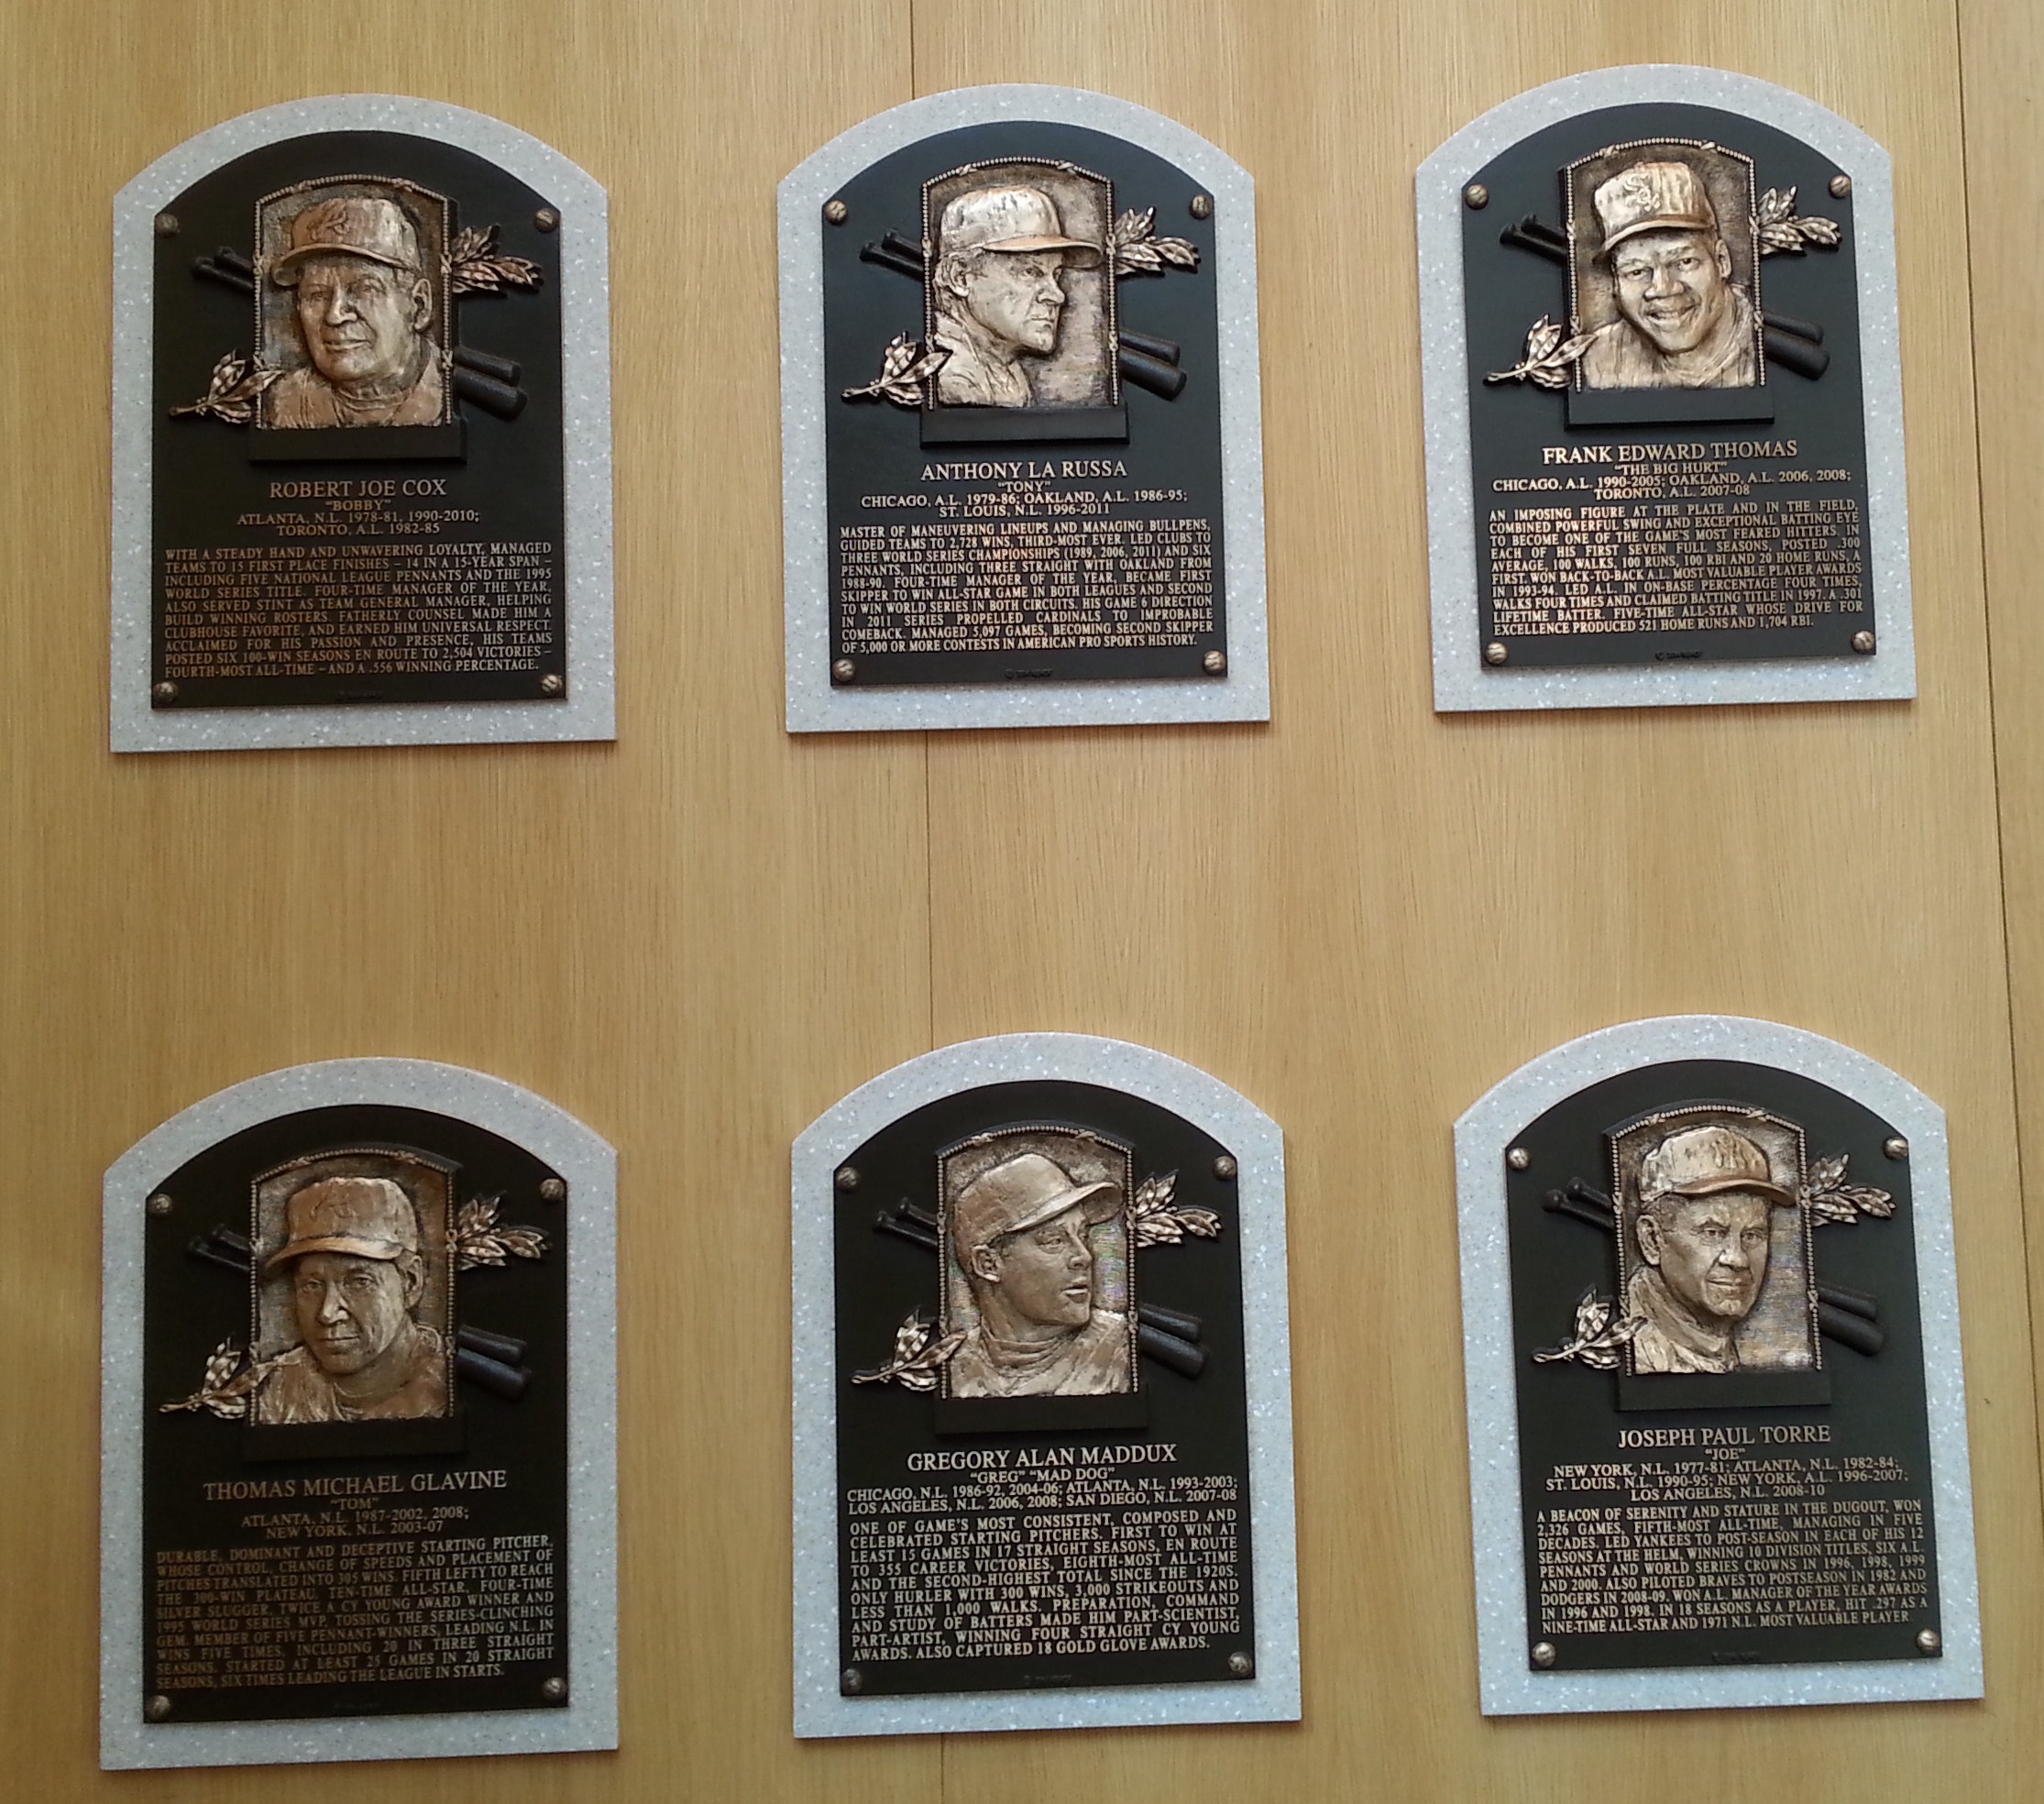 ROBERT JOE COX
"BOBBY"
ATLANTA, N.L. 1978-81, 1990-2010;
TORONTO, A.L. 1982-85
WITH A STEADY HAND AND UNWAVERING LOYALTY, MANAGED
TEAMS TO 15 FIRST PLACE FINISHES – 14 IN A 15-YEAR SPAN –
INCLUDING FIVE NATIONAL LEAGUE PENNANTS AND THE 1995
WORLD SERIES TITLE. FOUR-TIME MANAGER OF THE YEAR,
ALSO SERVED STINT AS TEAM GENERAL MANAGER, HELPING
BUILD WINNING ROSTERS. FATHERLY COUNSEL MADE HIM A
CLUBHOUSE FAVORITE, AND EARNED HIM UNIVERSAL RESPECT.
ACCLAIMED FOR HIS PASSION AND PRESENCE, HIS TEAMS
POSTED SIX 100-WIN SEASONS EN ROUTE TO 2,504 VICTORIES –
FOURTH-MOST ALL-TIME – AND A .556 WINNING PERCENTAGE.
ANTHONY LA RUSSA
"TONY"
CHICAGO, A.L. 1979-86; OAKLAND, A.L. 1986-95;
ST. LOUIS, N.L. 1996-2011
MASTER OF MANEUVERING LINEUPS AND MANAGING BULLPENS,
GUIDED TEAMS TO 2,728 WINS, THIRD-MOST EVER. LED CLUBS TO
THREE WORLD SERIES CHAMPIONSHIPS (1989, 2006, 2011) AND SIX
PENNANTS, INCLUDING THREE STRAIGHT WITH OAKLAND FROM
1988-90. FOUR-TIME MANAGER OF THE YEAR, BECAME FIRST
SKIPPER TO WIN ALL-STAR GAME IN BOTH LEAGUES AND SECOND
TO WIN WORLD SERIES IN BOTH CIRCUITS. HIS GAME 6 DIRECTION
IN 2011 SERIES PROPELLED CARDINALS TO IMPROBABLE
COMEBACK. MANAGED 5,097 GAMES, BECOMING SECOND SKIPPER
OF 5,000 OR MORE CONTESTS IN AMERICAN PRO SPORTS HISTORY.
FRANK EDWARD THOMAS
"THE BIG HURT"
CHICAGO, A.L. 1990-2005; OAKLAND, A.L. 2006, 2008;
TORONTO, A.L. 2007-08
AN IMPOSING FIGURE AT THE PLATE AND IN THE FIELD,
COMBINED POWERFUL SWING AND EXCEPTIONAL BATTING EYE
TO BECOME ONE OF THE GAME'S MOST FEARED HITTERS. IN
EACH OF HIS FIRST SEVEN FULL SEASONS, POSTED .300
AVERAGE, 100 WALKS, 100 RUNS, 100 RBI AND 20 HOME RUNS, A
FIRST. WON BACK-TO-BACK A.L. MOST VALUABLE PLAYER AWARDS
IN 1993-94. LED A.L. IN ON-BASE PERCENTAGE FOUR TIMES,
WALKS FOUR TIMES AND CLAIMED BATTING TITLE IN 1997. A .301
LIFETIME BATTER. FIVE-TIME ALL-STAR WHOSE DRIVE FOR
EXCELLENCE PRODUCED 521 HOME RUNS AND 1,704 RBI.
THOMAS MICHAEL GLAVINE
"TOM"
ATLANTA, N.L. 1987-2002, 2008;
NEW YORK, N.L. 2003-07
DURABLE, DOMINANT AND DECEPTIVE STARTING PITCHER,
WHOSE CONTROL, CHANGE OF SPEEDS AND PLACEMENT OF
PITCHES TRANSLATED INTO 305 WINS. FIFTH LEFTY TO REACH
THE 300-WIN PLATEAU. TEN-TIME ALL-STAR, FOUR-TIME
SILVER SLUGGER, TWICE A CY YOUNG AWARD WINNER AND
1995 WORLD SERIES MVP, TOSSING THE SERIES-CLINCHING
GEM. MEMBER OF FIVE PENNANT-WINNERS, LEADING N.L. IN
WINS FIVE TIMES, INCLUDING 20 IN THREE STRAIGHT
SEASONS. STARTED AT LEAST 25 GAMES IN 20 STRAIGHT
SEASONS, SIX TIMES LEADING THE LEAGUE IN STARTS.
GREGORY ALAN MADDUX
"GREG" "MAD DOG"
CHICAGO, N.L. 1986-92, 2004-06; ATLANTA, N.L. 1993-2003;
LOS ANGELES, N.L. 2006, 2008; SAN DIEGO, N.L. 2007-08
ONE OF GAME'S MOST CONSISTENT, COMPOSED AND
CELEBRATED STARTING PITCHERS. FIRST TO WIN AT
LEAST 15 GAMES IN 17 STRAIGHT SEASONS, EN ROUTE
TO 355 CAREER VICTORIES, EIGHTH-MOST ALL-TIME
AND THE SECOND-HIGHEST TOTAL SINCE THE 1920S.
ONLY HURLER WITH 300 WINS, 3,000 STRIKEOUTS AND
LESS THAN 1,000 WALKS. PREPARATION, COMMAND
AND STUDY OF BATTERS MADE HIM PART-SCIENTIST,
PART-ARTIST, WINNING FOUR STRAIGHT CY YOUNG
AWARDS. ALSO CAPTURED 18 GOLD GLOVE AWARDS.
JOSEPH PAUL TORRE
"JOE"
NEW YORK, N.L. 1977-81; ATLANTA, N.L. 1982-84;
ST. LOUIS, N.L. 1990-95; NEW YORK, A.L. 1996-2007;
LOS ANGELES, N.L. 2008-10
A BEACON OF SERENITY AND STATURE IN THE DUGOUT, WON
2,326 GAMES, FIFTH-MOST ALL-TIME, MANAGING IN FIVE
DECADES. LED YANKEES TO POST-SEASON IN EACH OF HIS 12
SEASONS AT THE HELM, WINNING 10 DIVISION TITLES, SIX A.L.
PENNANTS AND WORLD SERIES CROWNS IN 1996, 1998, 1999
AND 2000. ALSO PILOTED BRAVES TO POSTSEASON IN 1982 AND
DODGERS IN 2008-09. WON A.L. MANAGER OF THE YEAR AWARDS
IN 1996 AND 1998. IN 18 SEASONS AS A PLAYER, HIT .297 AS A
NINE-TIME ALL-STAR AND 1971 N.L. MOST VALUABLE PLAYER.